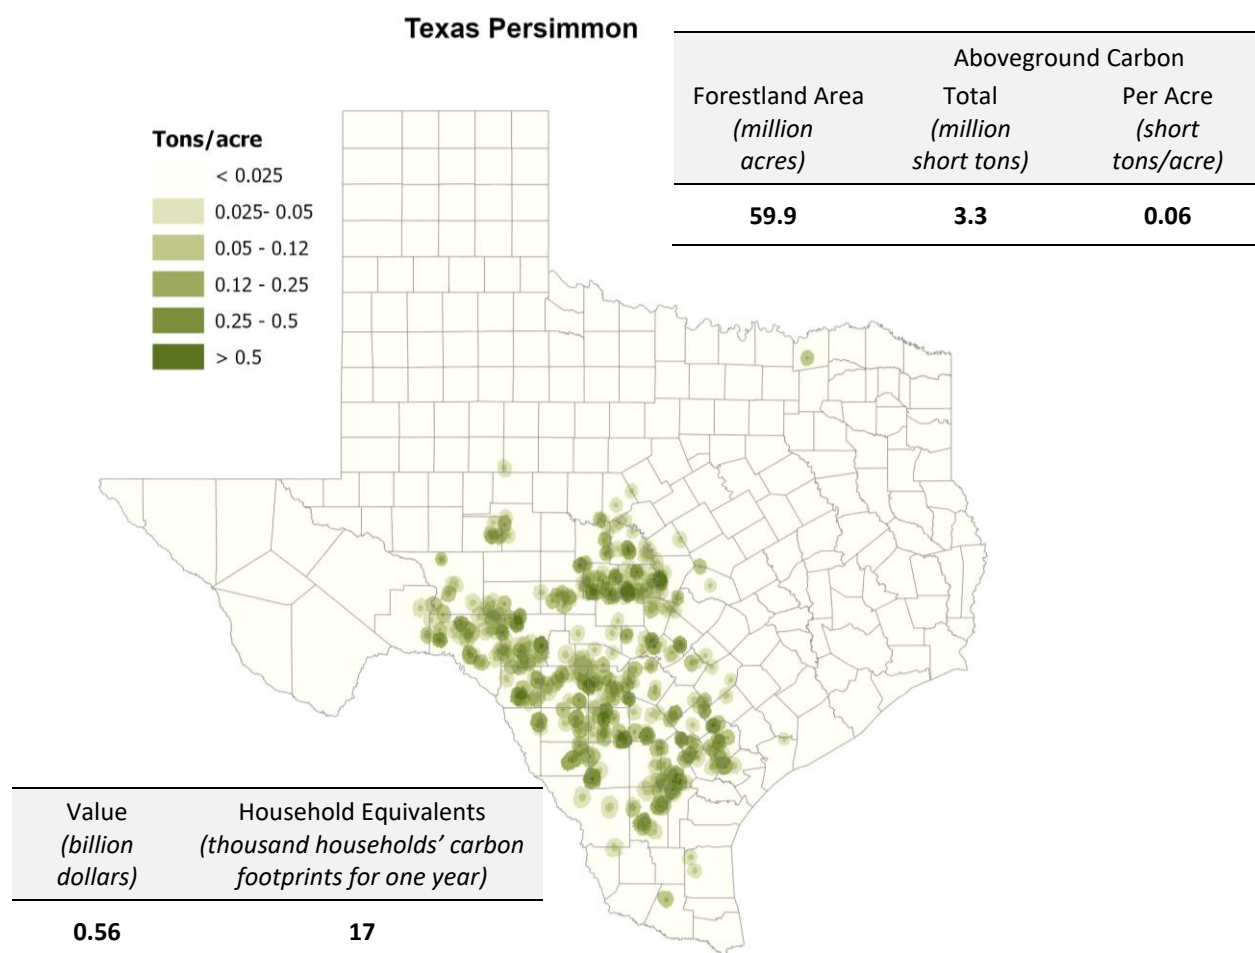 Texas Persimmon
Aboveground Carbon
Forestland Area Total Per Acre
(million (million (short
acres) short tons) tons/acre)
59.9 3.3 0.06
Tons/acre
< 0.025
0.025- 0.05
0.05 - 0.12
0.12 - 0.25
0.25 - 0.5
> 0.5
Value Household Equivalents
(billion (thousand households’ carbon
dollars) footprints for one year)
0.56 17